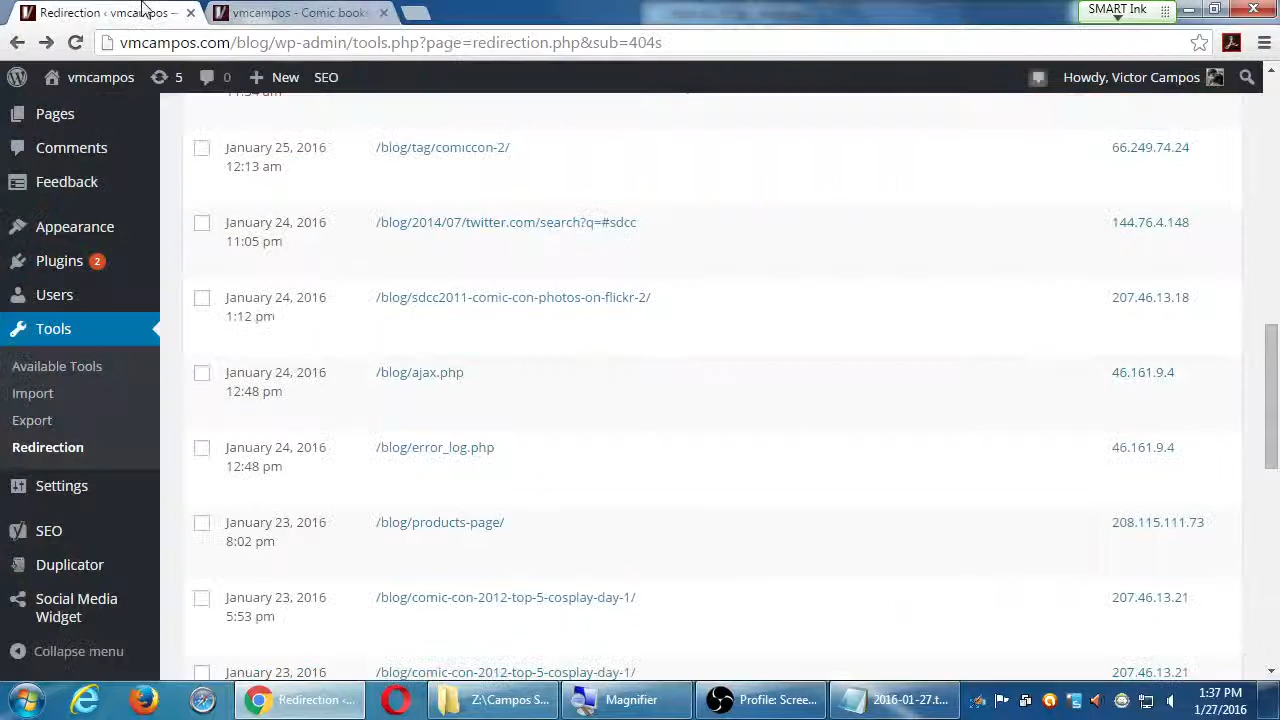 Redirection ‹ vmcampos –
vmcampos - Comic books
SMART Ink
vmcampos.com/blog/wp-admin/tools.php?page=redirection.php&sub=404s
vmcampos 5 0 New SEO Howdy, Victor Campos
Pages
Comments
Feedback
Appearance
Plugins 2
Users
Tools
Available Tools
Import
Export
Redirection
Settings
SEO
Duplicator
Social Media
Widget
Collapse menu
January 25, 2016 /blog/tag/comiccon-2/ 66.249.74.24
12:13 am
January 24, 2016 /blog/2014/07/twitter.com/search?q=#sdcc 144.76.4.148
11:05 pm
January 24, 2016 /blog/sdcc2011-comic-con-photos-on-flickr-2/ 207.46.13.18
1:12 pm
January 24, 2016 /blog/ajax.php 46.161.9.4
12:48 pm
January 24, 2016 /blog/error_log.php 46.161.9.4
12:48 pm
January 23, 2016 /blog/products-page/ 208.115.111.73
8:02 pm
January 23, 2016 /blog/comic-con-2012-top-5-cosplay-day-1/ 207.46.13.21
5:53 pm
January 23, 2016 /blog/comic-con-2012-top-5-cosplay-day-1/ 207.46.13.21
Redirection ‹ vmca...
Z:\Campos S...
Magnifier
Profile: Scree...
2016-01-27.t...
1:37 PM
1/27/2016